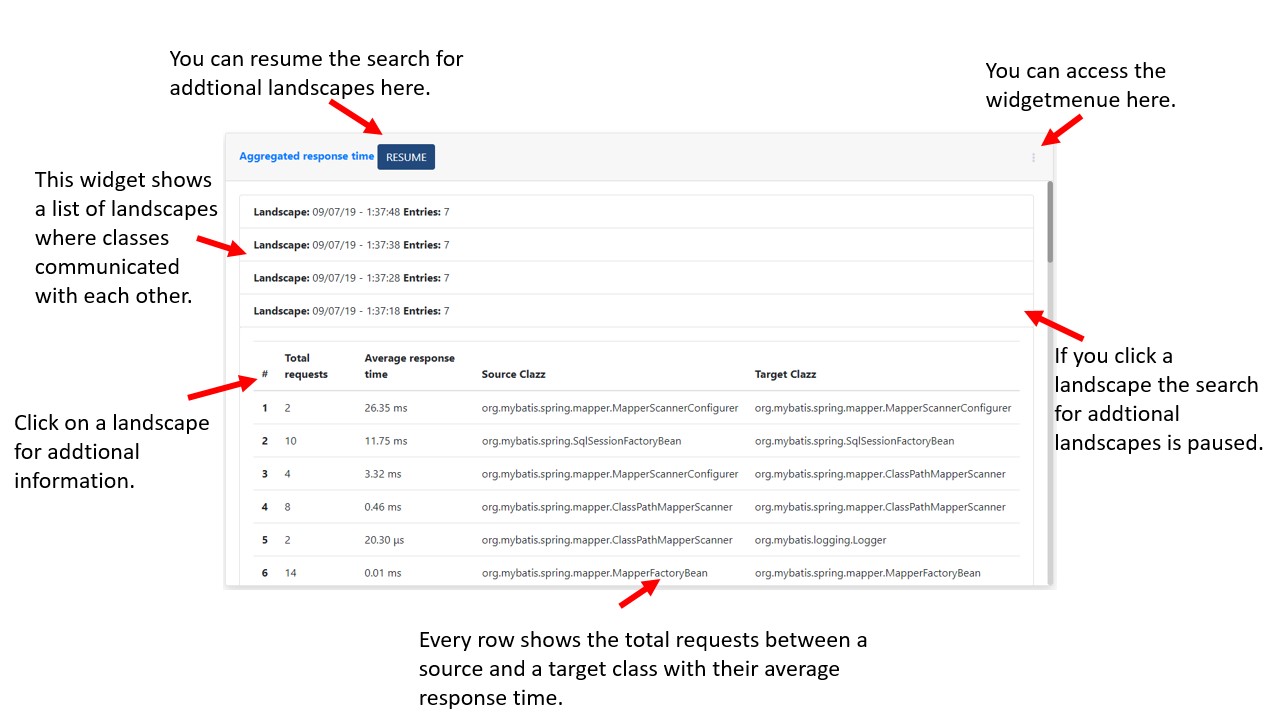 You can resume the search for
addtional landscapes here.
You can access the
widgetmenue here.
Aggregated response time RESUME
This widget shows
a list of landscapes
where classes
communicated
with each other.
Landscape: 09/07/19 - 1:37:48 Entries: 7
Landscape: 09/07/19 - 1:37:38 Entries: 7
Landscape: 09/07/19 - 1:37:28 Entries: 7
Landscape: 09/07/19 - 1:37:18 Entries: 7
If you click a
landscape the search
for addtional
landscapes is paused.
Click on a landscape
for addtional
information.
# Total requests Average response time Source Clazz Target Clazz
1 2 26.35 ms org.mybatis.spring.mapper.MapperScannerConfigurer org.mybatis.spring.mapper.MapperScannerConfigurer
2 10 11.75 ms org.mybatis.spring.SqlSessionFactoryBean org.mybatis.spring.SqlSessionFactoryBean
3 4 3.32 ms org.mybatis.spring.mapper.MapperScannerConfigurer org.mybatis.spring.mapper.ClassPathMapperScanner
4 8 0.46 ms org.mybatis.spring.mapper.ClassPathMapperScanner org.mybatis.spring.mapper.ClassPathMapperScanner
5 2 20.30 µs org.mybatis.spring.mapper.ClassPathMapperScanner org.mybatis.logging.Logger
6 14 0.01 ms org.mybatis.spring.mapper.MapperFactoryBean org.mybatis.spring.mapper.MapperFactoryBean
Every row shows the total requests between a
source and a target class with their average
response time.